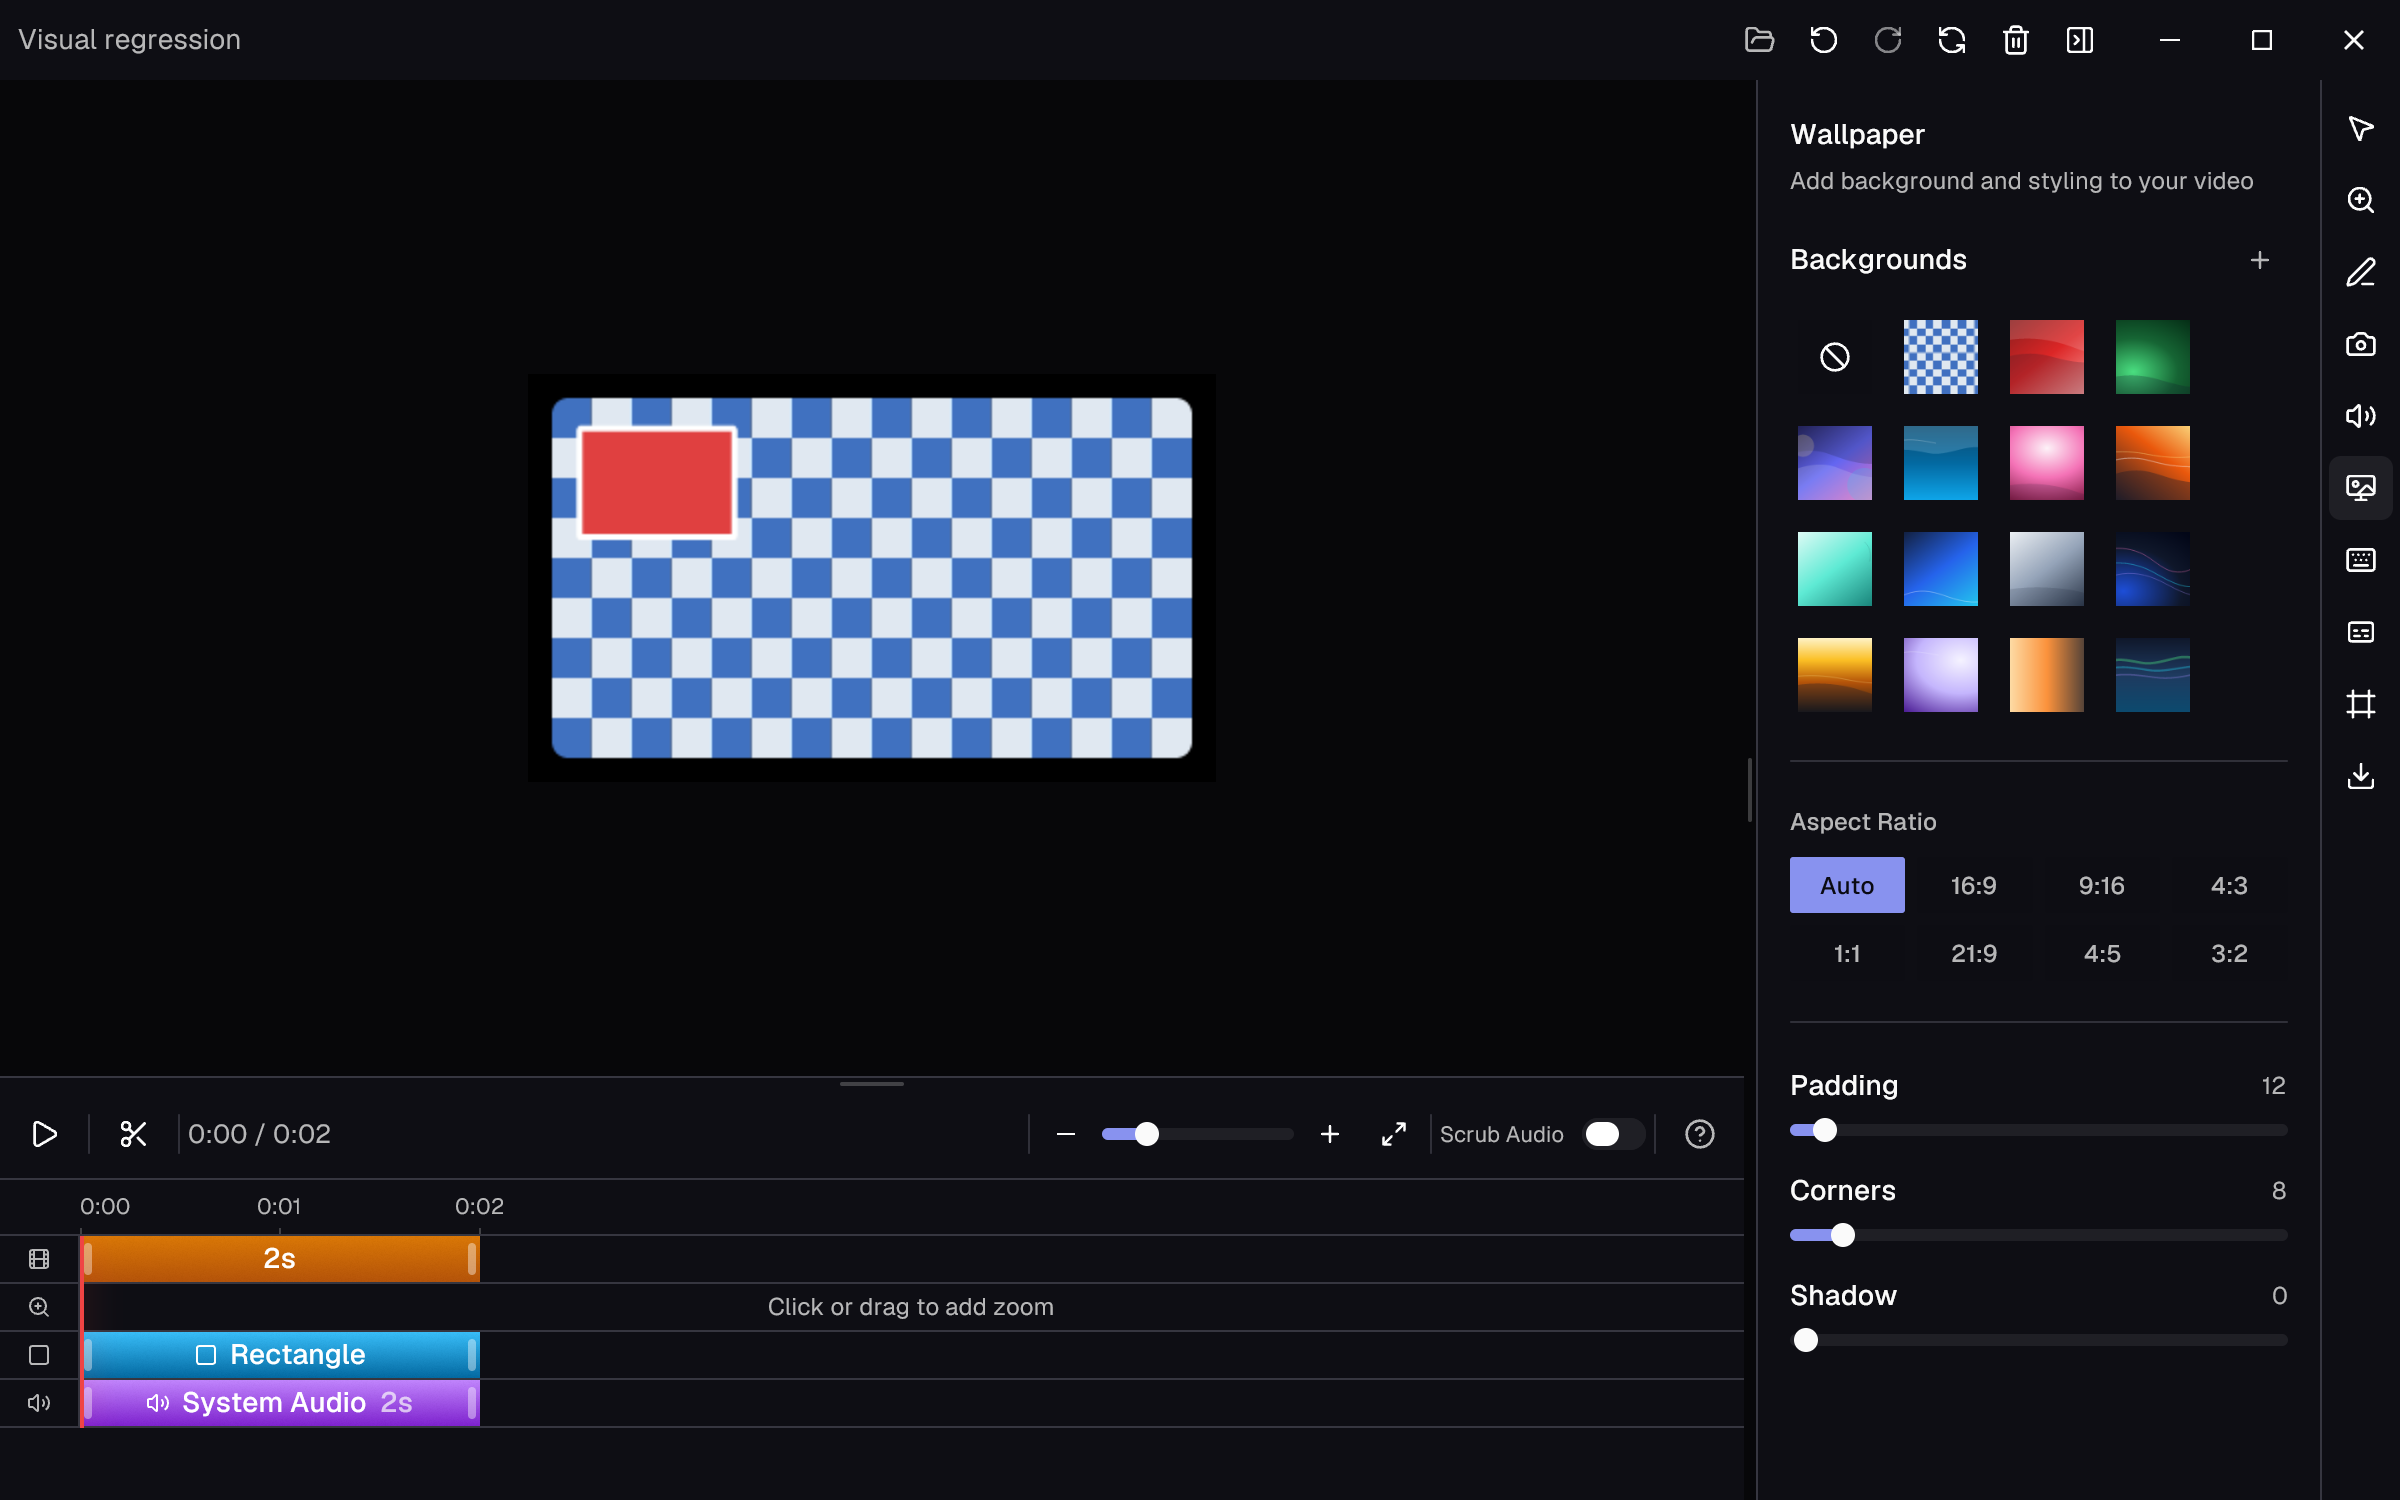 Visual regression
Wallpaper
Add background and styling to your video
Backgrounds
Aspect Ratio
Auto 16:9 9:16 4:3
1:1 21:9 4:5 3:2
Padding 12
Corners 8
Shadow 0
0:00 / 0:02
Scrub Audio
0:00 0:01 0:02
2s
Click or drag to add zoom
Rectangle
System Audio 2s